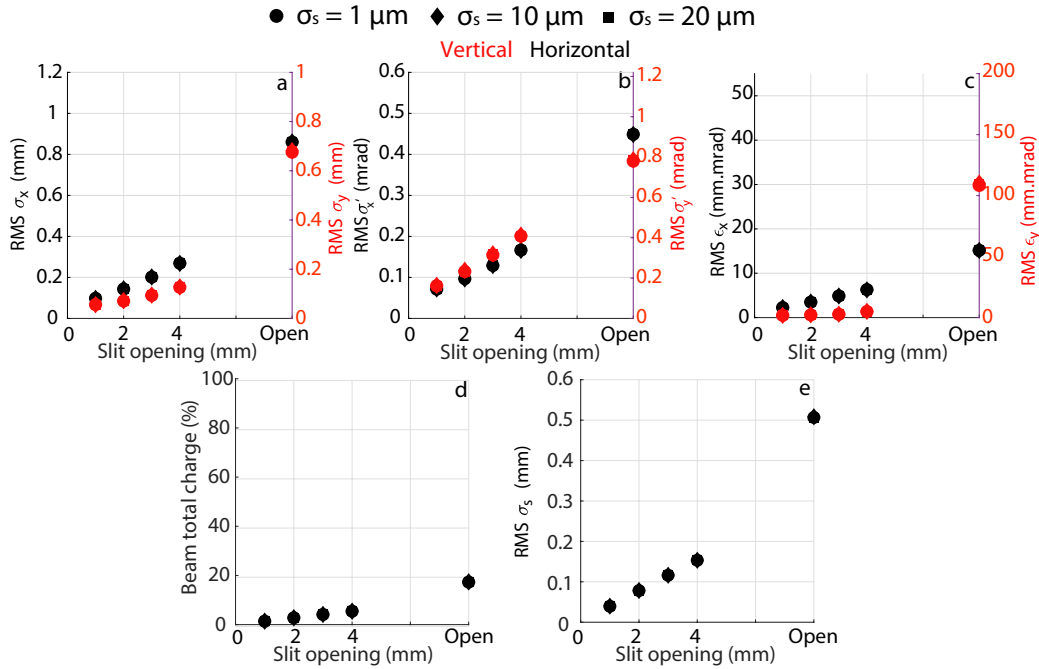 ● σs = 1 μm ♦ σs = 10 μm ■ σs = 20 μm
Vertical Horizontal
a
RMS σx (mm)
1.2
1
0.8
0.6
0.4
0.2
0
RMS σy (mm)
1
0.8
0.6
0.4
0.2
0
0 2 4 Open
Slit opening (mm)
b
RMS σ′x (mrad)
0.6
0.5
0.4
0.3
0.2
0.1
0
RMS σ′y (mrad)
1.2
1
0.8
0.6
0.4
0.2
0
0 2 4 Open
Slit opening (mm)
c
RMS ϵx (mm.mrad)
50
40
30
20
10
0
RMS ϵy (mm.mrad)
200
150
100
50
0
0 2 4 Open
Slit opening (mm)
d
Beam total charge (%)
100
80
60
40
20
0
0 2 4 Open
Slit opening (mm)
e
RMS σs (mm)
0.6
0.5
0.4
0.3
0.2
0.1
0
0 2 4 Open
Slit opening (mm)